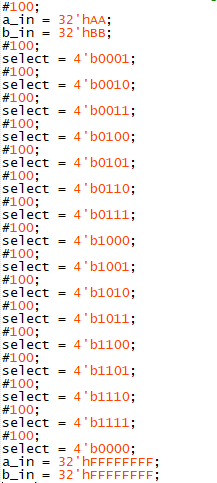 #100;
a_in = 32'hAA;
b_in = 32'hBB;
#100;
select = 4'b0001;
#100;
select = 4'b0010;
#100;
select = 4'b0011;
#100;
select = 4'b0100;
#100;
select = 4'b0101;
#100;
select = 4'b0110;
#100;
select = 4'b0111;
#100;
select = 4'b1000;
#100;
select = 4'b1001;
#100;
select = 4'b1010;
#100;
select = 4'b1011;
#100;
select = 4'b1100;
#100;
select = 4'b1101;
#100;
select = 4'b1110;
#100;
select = 4'b1111;
#100;
select = 4'b0000;
a_in = 32'hFFFFFFFF;
b_in = 32'hFFFFFFFF;